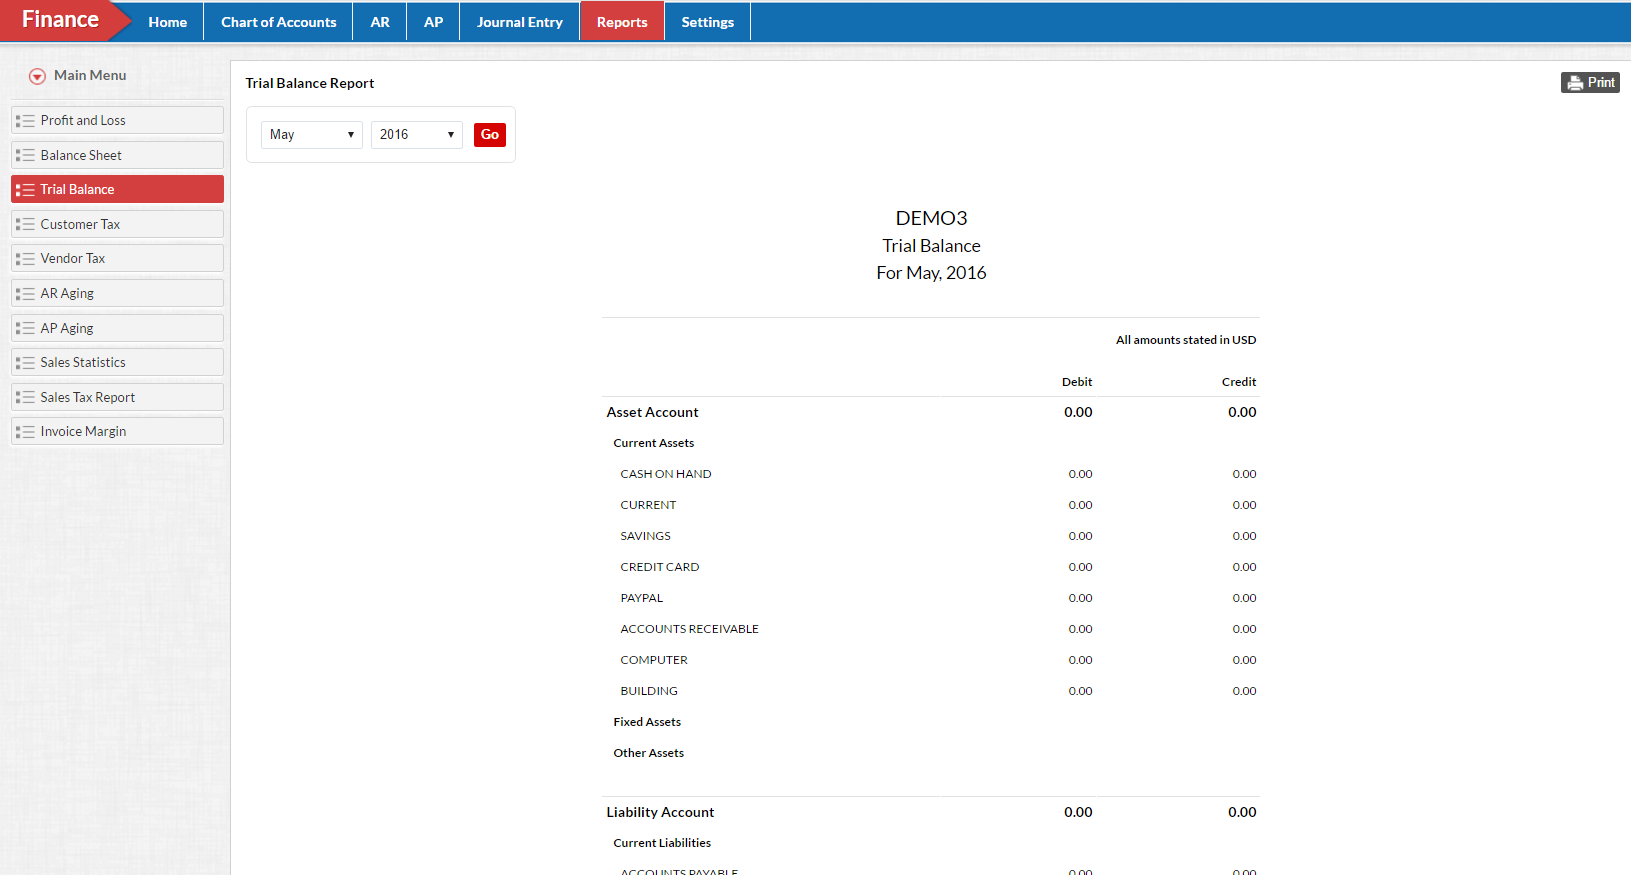 Finance Home Chart of Accounts AR AP Journal Entry Reports Settings
Main Menu
Profit and Loss
Balance Sheet
Trial Balance
Customer Tax
Vendor Tax
AR Aging
AP Aging
Sales Statistics
Sales Tax Report
Invoice Margin
Trial Balance Report
Print
May 2016 Go
DEMO3
Trial Balance
For May, 2016
All amounts stated in USD
Debit Credit
Asset Account 0.00 0.00
Current Assets
CASH ON HAND 0.00 0.00
CURRENT 0.00 0.00
SAVINGS 0.00 0.00
CREDIT CARD 0.00 0.00
PAYPAL 0.00 0.00
ACCOUNTS RECEIVABLE 0.00 0.00
COMPUTER 0.00 0.00
BUILDING 0.00 0.00
Fixed Assets
Other Assets
Liability Account 0.00 0.00
Current Liabilities
ACCOUNTS PAYABLE 0.00 0.00